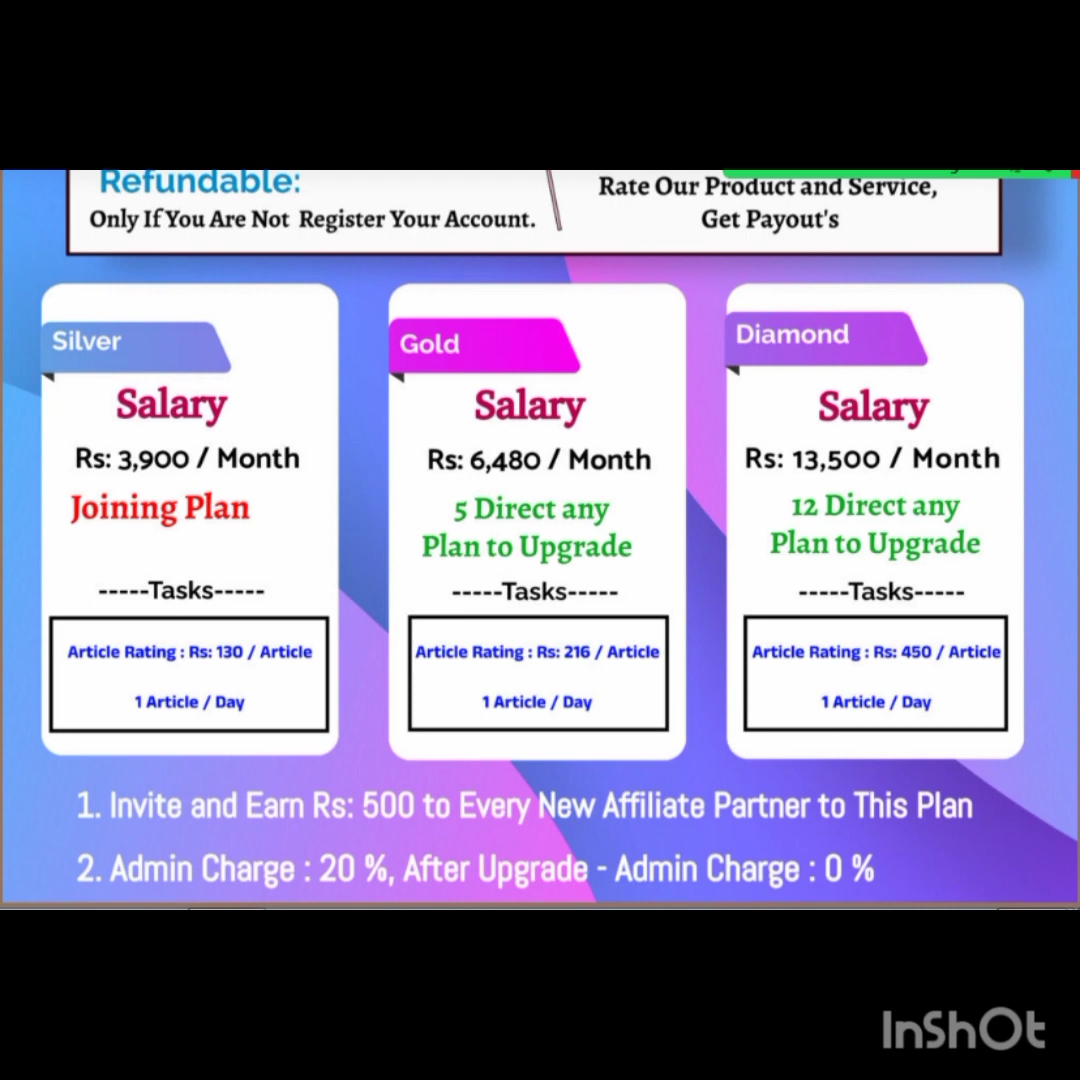 Refundable:
Only If You Are Not Register Your Account.
Rate Our Product and Service,
Get Payout's
Silver
Salary
Rs: 3,900 / Month
Joining Plan
-----Tasks-----
Article Rating : Rs: 130 / Article
1 Article / Day
Gold
Salary
Rs: 6,480 / Month
5 Direct any
Plan to Upgrade
-----Tasks-----
Article Rating : Rs: 216 / Article
1 Article / Day
Diamond
Salary
Rs: 13,500 / Month
12 Direct any
Plan to Upgrade
-----Tasks-----
Article Rating : Rs: 450 / Article
1 Article / Day
1. Invite and Earn Rs: 500 to Every New Affiliate Partner to This Plan
2. Admin Charge : 20 %, After Upgrade - Admin Charge : 0 %
InShOt